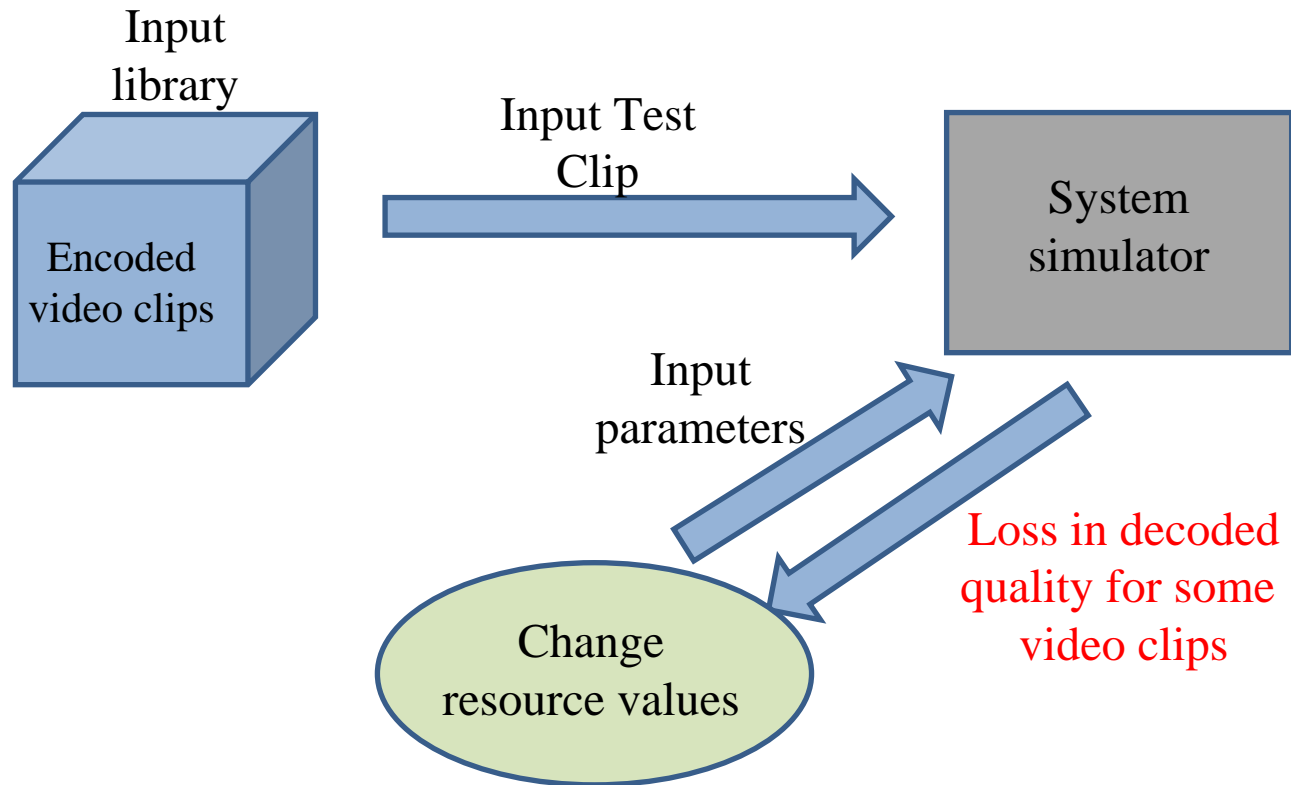 Input
library
Encoded
video clips
Input Test
Clip
System
simulator
Input
parameters
Loss in decoded
quality for some
video clips
Change
resource values